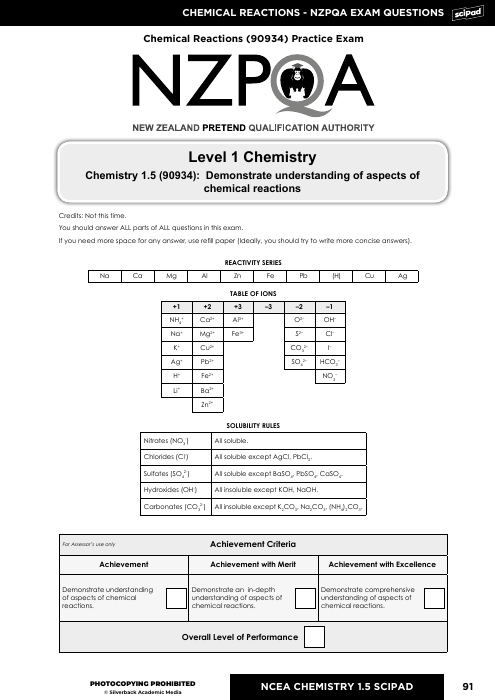 CHEMICAL REACTIONS - NZPQA EXAM QUESTIONS scipad
Chemical Reactions (90934) Practice Exam
NZPQA
NEW ZEALAND PRETEND QUALIFICATION AUTHORITY
Level 1 Chemistry
Chemistry 1.5 (90934): Demonstrate understanding of aspects of
chemical reactions
Credits: Not this time.
You should answer ALL parts of ALL questions in this exam.
If you need more space for any answer, use refill paper (Ideally, you should try to write more concise answers).
REACTIVITY SERIES
Na Ca Mg Al Zn Fe Pb (H) Cu Ag
TABLE OF IONS
+1 +2 +3 –3 –2 –1
NH₄⁺ Ca²⁺ Al³⁺ O²⁻ OH⁻
Na⁺ Mg²⁺ Fe³⁺ S²⁻ Cl⁻
K⁺ Cu²⁺ CO₃²⁻ I⁻
Ag⁺ Pb²⁺ SO₄²⁻ HCO₃⁻
H⁺ Fe²⁺ NO₃⁻
Li⁺ Ba²⁺
Zn²⁺
SOLUBILITY RULES
Nitrates (NO₃⁻) All soluble.
Chlorides (Cl⁻) All soluble except AgCl, PbCl₂.
Sulfates (SO₄²⁻) All soluble except BaSO₄, PbSO₄, CaSO₄.
Hydroxides (OH⁻) All insoluble except KOH, NaOH.
Carbonates (CO₃²⁻) All insoluble except K₂CO₃, Na₂CO₃, (NH₄)₂CO₃.
For Assessor's use only Achievement Criteria
Achievement Achievement with Merit Achievement with Excellence
Demonstrate understanding Demonstrate an in-depth Demonstrate comprehensive
of aspects of chemical understanding of aspects of understanding of aspects of
reactions. chemical reactions. chemical reactions.
Overall Level of Performance
PHOTOCOPYING PROHIBITED
© Silverback Academic Media
NCEA CHEMISTRY 1.5 SCIPAD 91